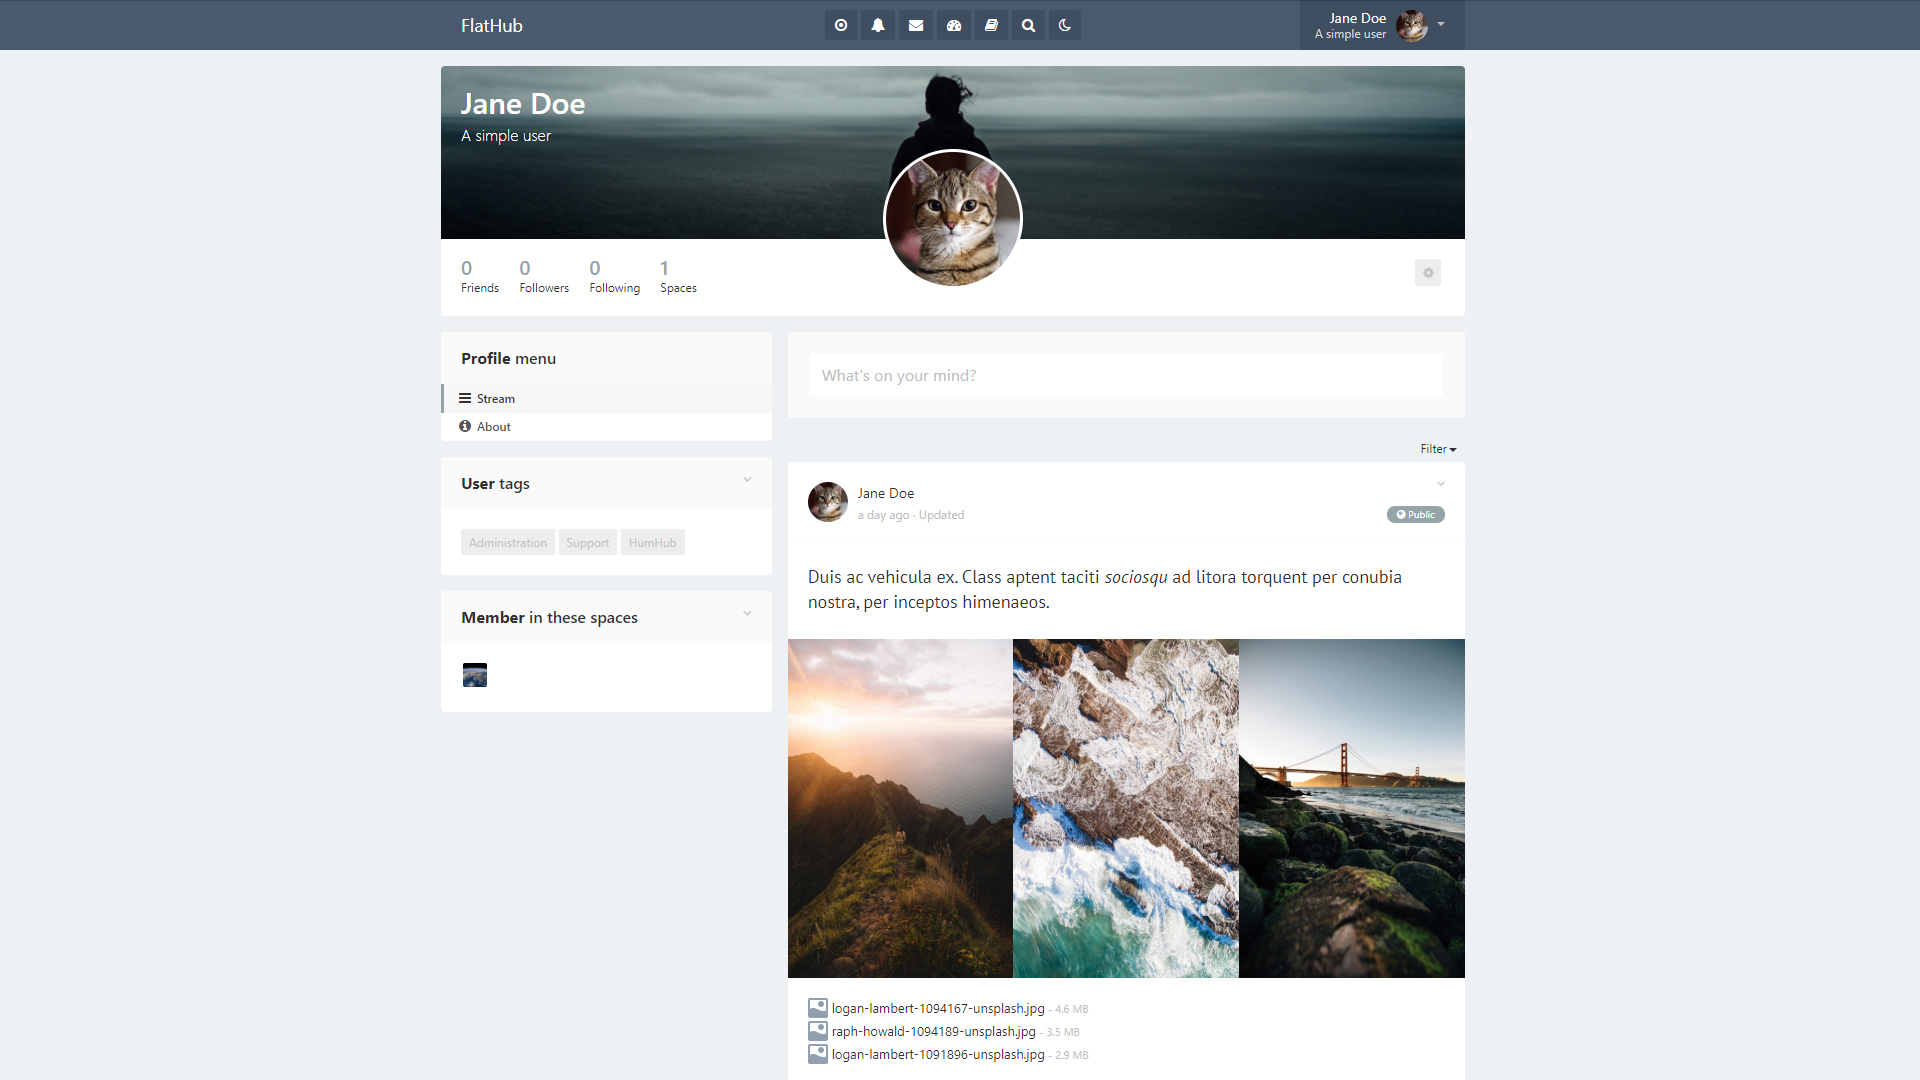 FlatHub
Jane Doe
A simple user
Jane Doe
A simple user
0
Friends
0
Followers
0
Following
1
Spaces
Profile menu
Stream
About
User tags
Administration
Support
HumHub
Member in these spaces
What's on your mind?
Filter
Jane Doe
a day ago · Updated
Public
Duis ac vehicula ex. Class aptent taciti sociosqu ad litora torquent per conubia
nostra, per inceptos himenaeos.
logan-lambert-1094167-unsplash.jpg - 4.6 MB
raph-howald-1094189-unsplash.jpg - 3.5 MB
logan-lambert-1091896-unsplash.jpg - 2.9 MB